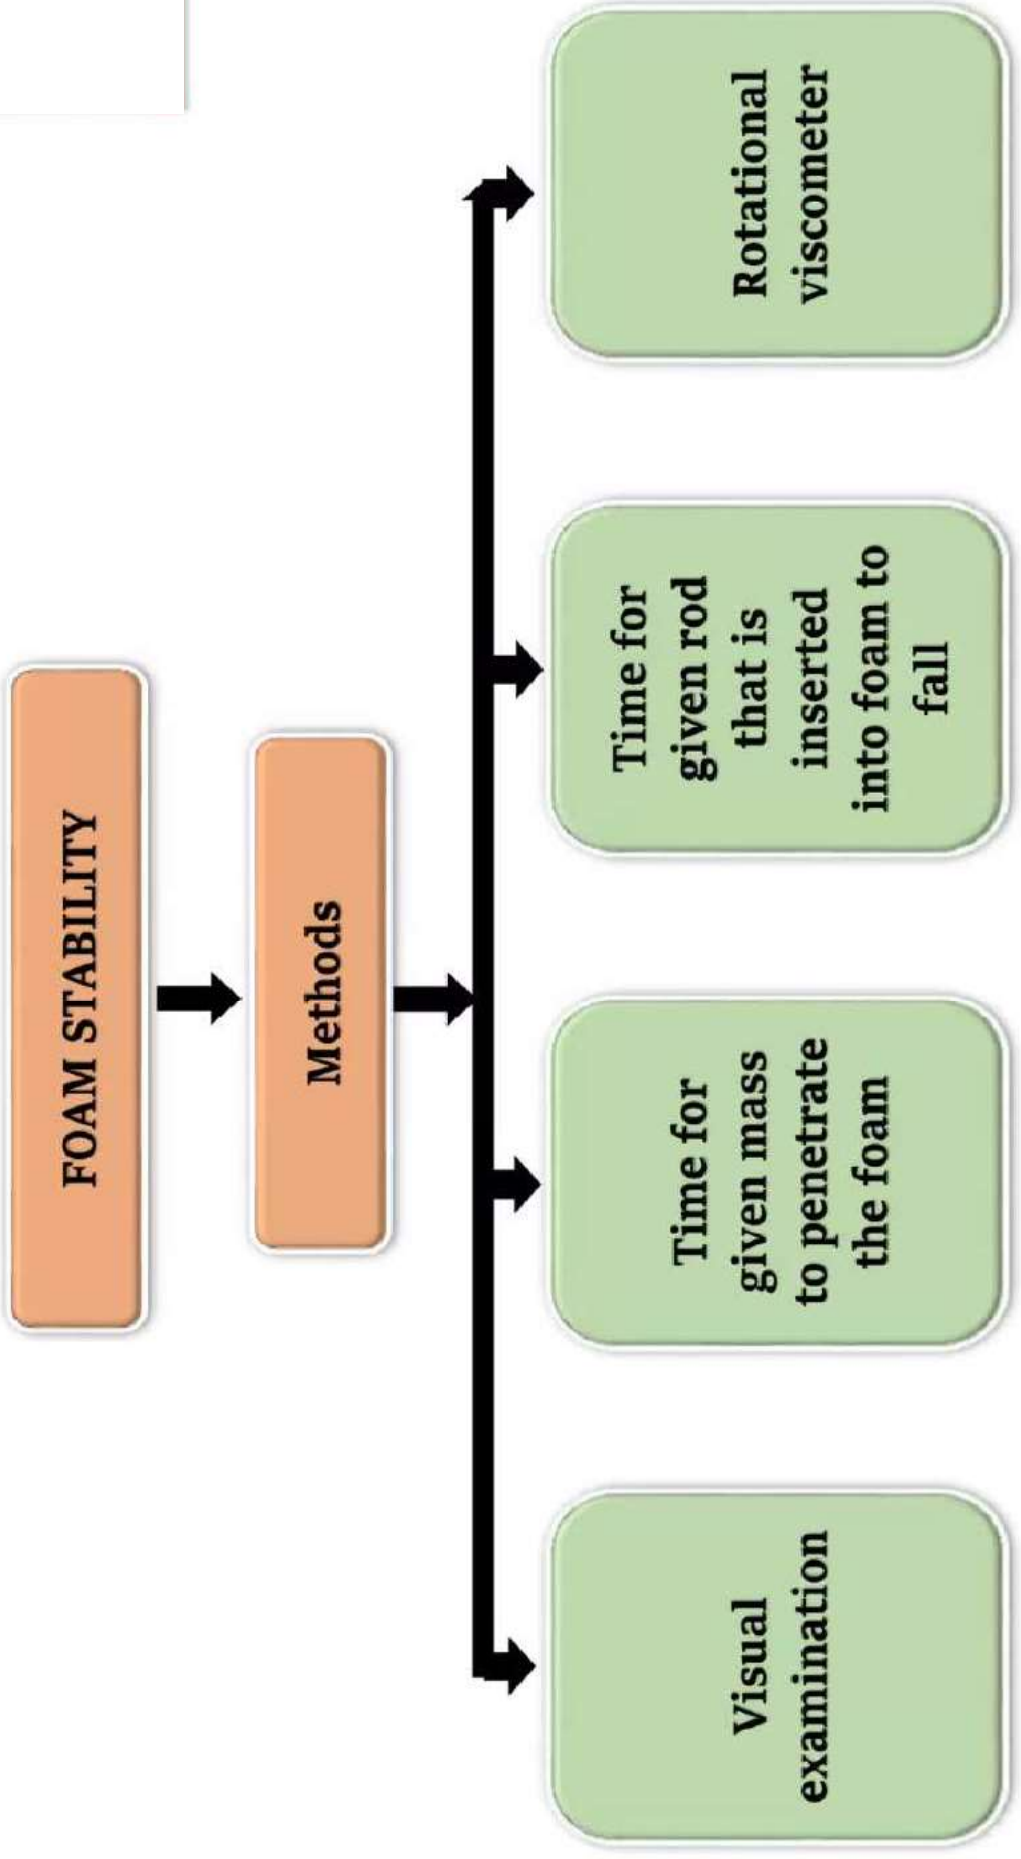 FOAM STABILITY
Methods
Visual
examination
Time for
given mass
to penetrate
the foam
Time for
given rod
that is
inserted
into foam to
fall
Rotational
viscometer